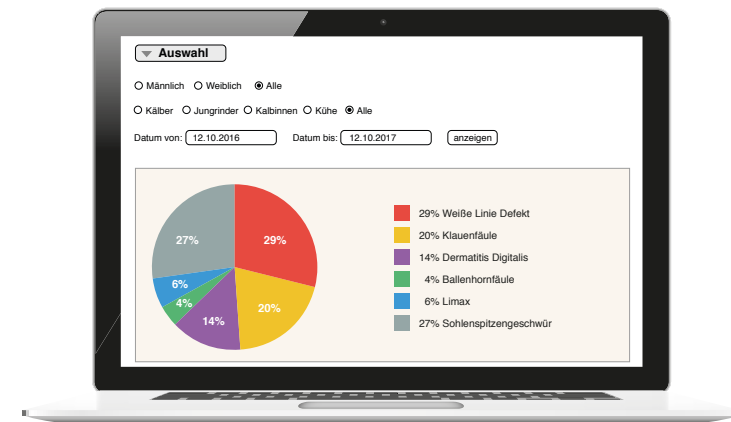 Auswahl
Männlich Weiblich Alle
Kälber Jungrinder Kalbinnen Kühe Alle
Datum von: 12.10.2016 Datum bis: 12.10.2017 anzeigen
27% 29%
6%
4%
14%
20%
29% Weiße Linie Defekt
20% Klauenfäule
14% Dermatitis Digitalis
4% Ballenhornfäule
6% Limax
27% Sohlenspitzengeschwür